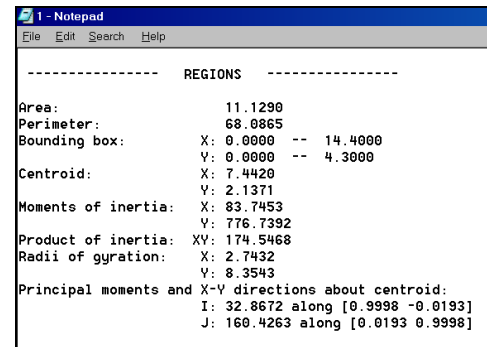 1 - Notepad
File Edit Search Help
---------------- REGIONS ----------------
Area: 11.1290
Perimeter: 68.0865
Bounding box: X: 0.0000 -- 14.4000
Y: 0.0000 -- 4.3000
Centroid: X: 7.4420
Y: 2.1371
Moments of inertia: X: 83.7453
Y: 776.7392
Product of inertia: XY: 174.5468
Radii of gyration: X: 2.7432
Y: 8.3543
Principal moments and X-Y directions about centroid:
I: 32.8672 along [0.9998 -0.0193]
J: 160.4263 along [0.0193 0.9998]